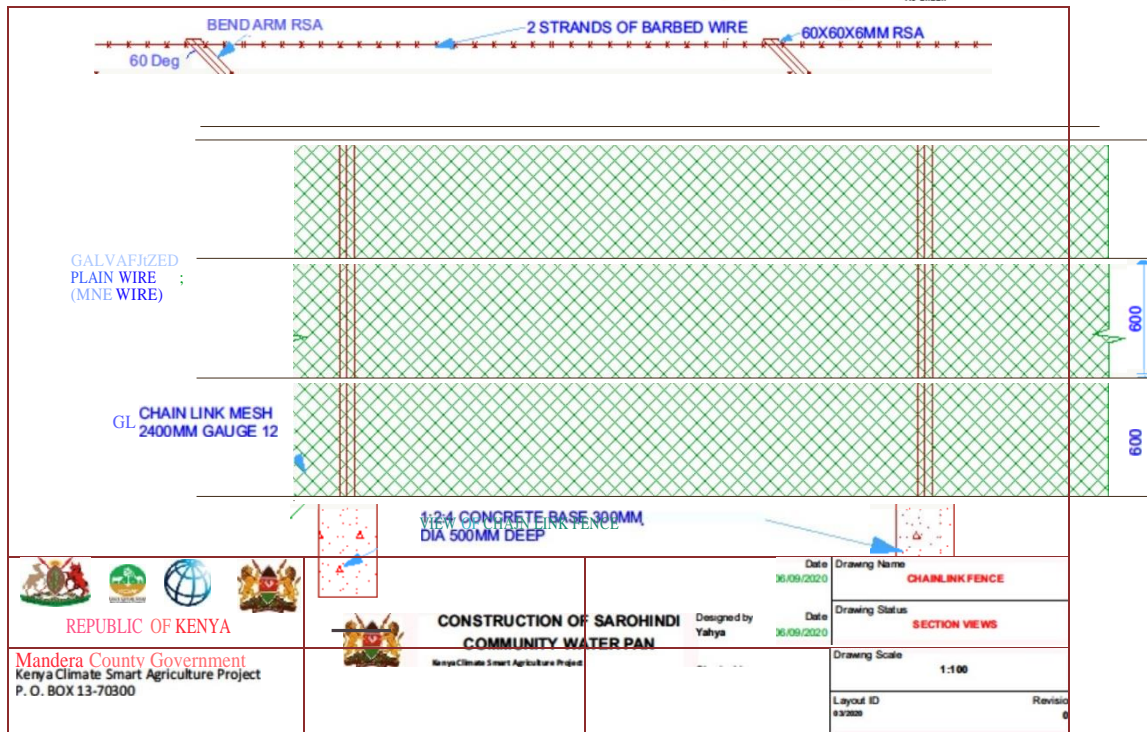 BEND ARM RSA
2 STRANDS OF BARBED WIRE
60X60X6MM RSA
60 Deg
GALVAFJtZED
PLAIN WIRE ;
(MNE WIRE)
600
GL
CHAIN LINK MESH
2400MM GAUGE 12
600
1:2:4 CONCRETE BASE 300MM,
VIEW OF CHAIN LINK FENCE
DIA 500MM DEEP
REPUBLIC OF KENYA
Mandera County Government
Kenya Climate Smart Agriculture Project
P. O. BOX 13-70300
CONSTRUCTION OF SAROHINDI
COMMUNITY WATER PAN
Kenya Climate Smart Agriculture Project
Designed by
Yahya
Date
06/09/2020
Date
06/09/2020
Drawing Name
CHAINLINK FENCE
Drawing Status
SECTION VIEWS
Drawing Scale
1:100
Layout ID
03/2020
Revisio
0